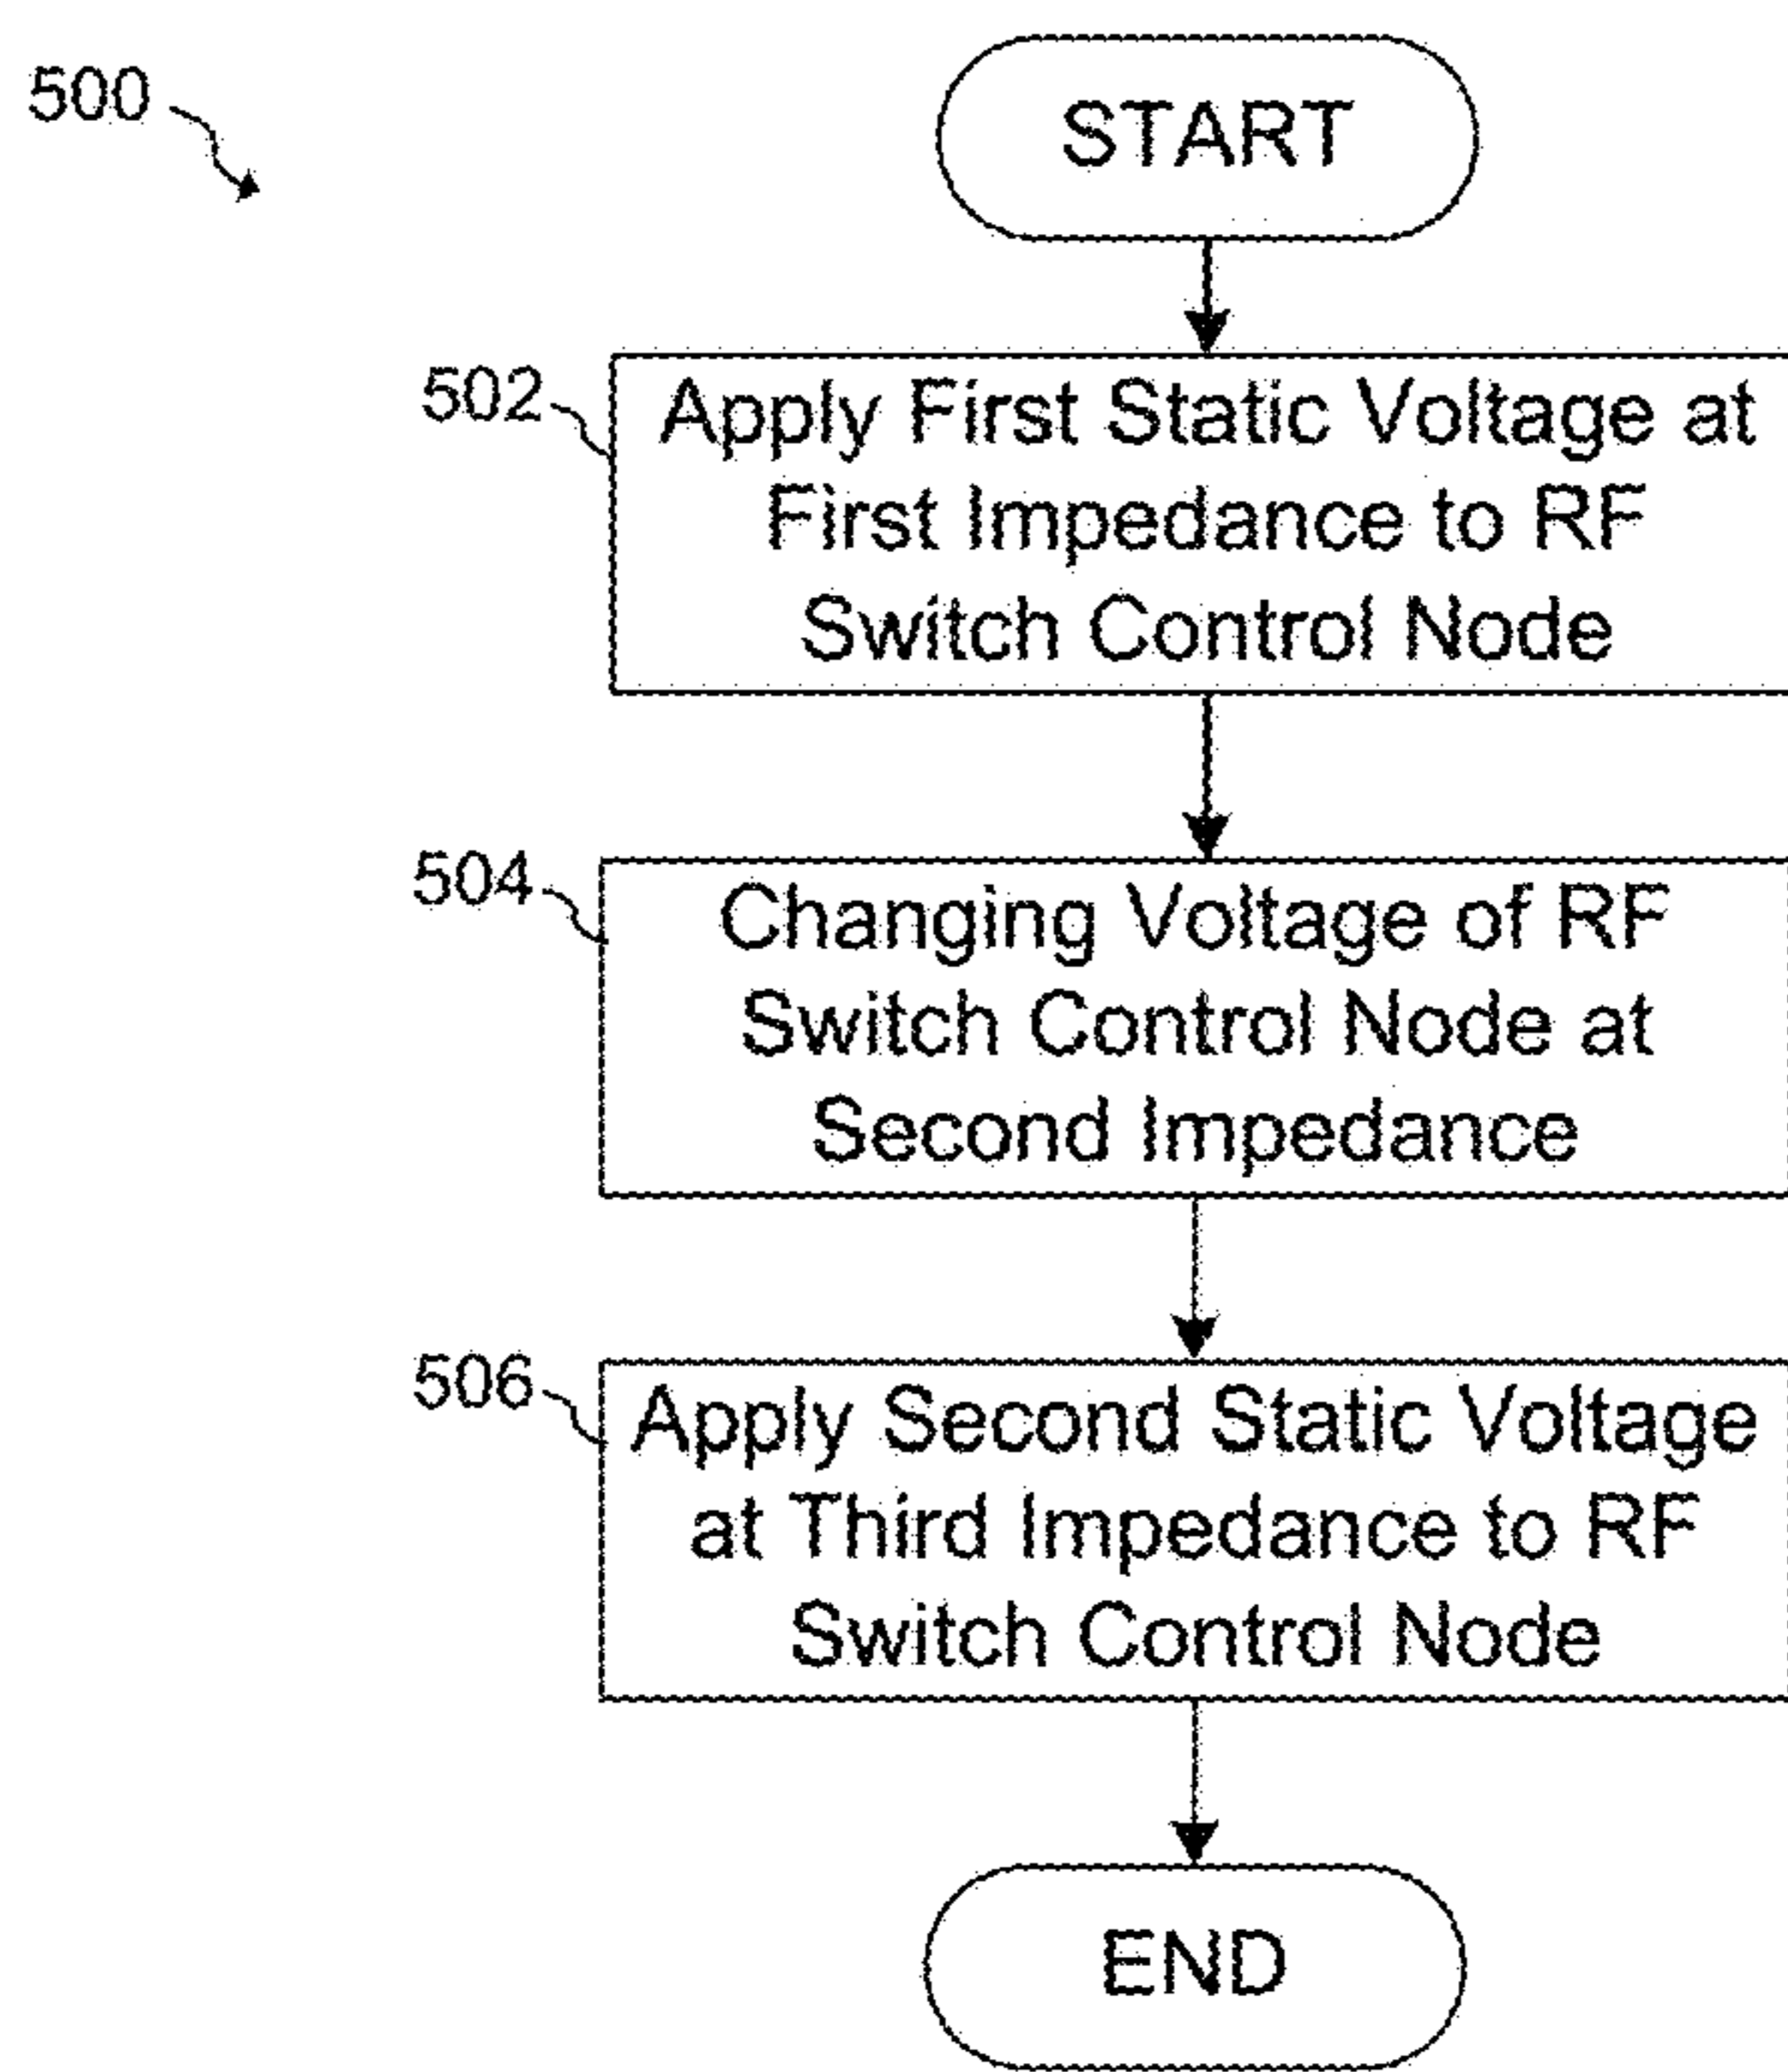 500
START
502
Apply First Static Voltage at
First Impedance to RF
Switch Control Node
504
Changing Voltage of RF
Switch Control Node at
Second Impedance
506
Apply Second Static Voltage
at Third Impedance to RF
Switch Control Node
END